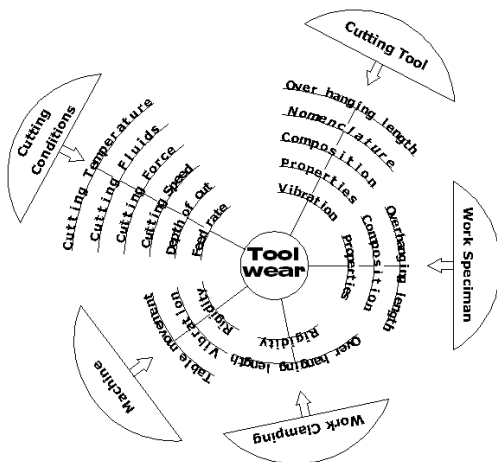 Cutting Tool
Over hanging length
Nomenclature
Composition
Properties
Vibration
Cutting
Conditions
Cutting Temperature
Cutting Fluids
Cutting Force
Cutting Speed
Depth of Cut
Feed rate
Tool
wear
Work Speciman
Overhanging length
Composition
Properties
Machine
Table movement
Vibration
Rigidity
Work Clamping
Over hanging length
Rigidity